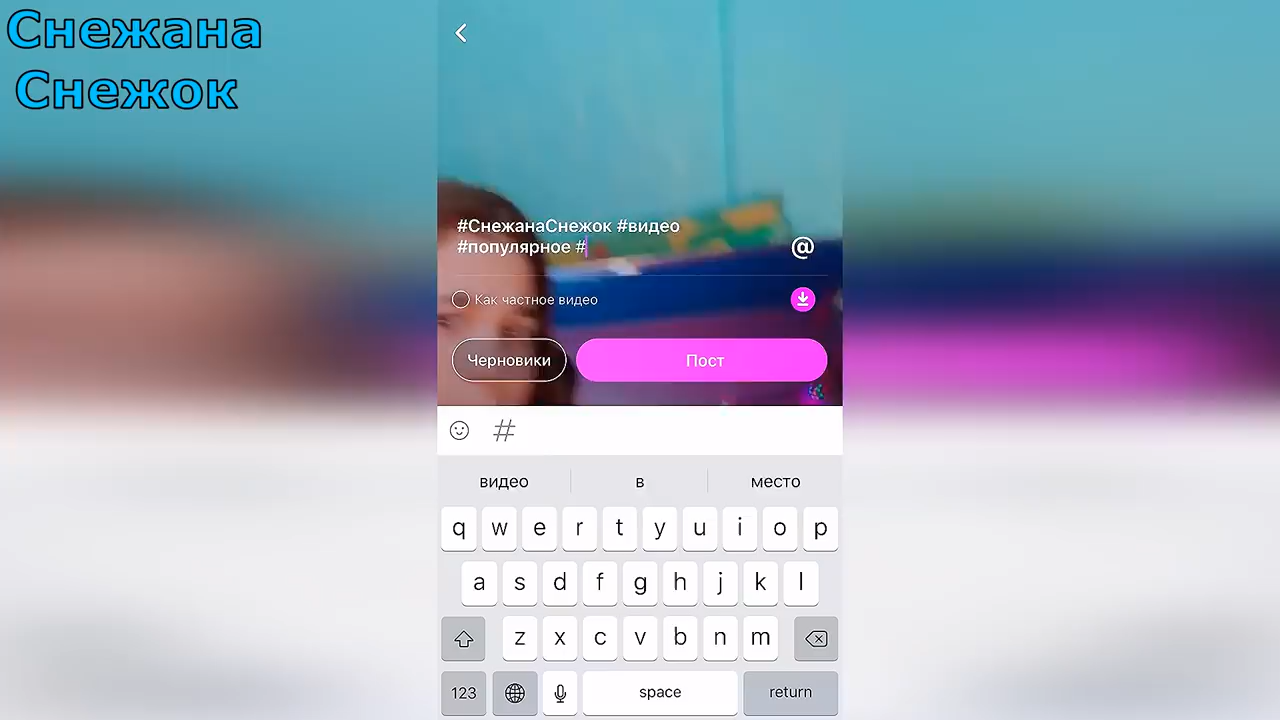 Снежана
Снежок
#СнежанаСнежок #видео
#популярное #
@
Как частное видео
Черновики
Пост
#
видео в место
q w e r t y u i o p
a s d f g h j k l
z x c v b n m
123 space return